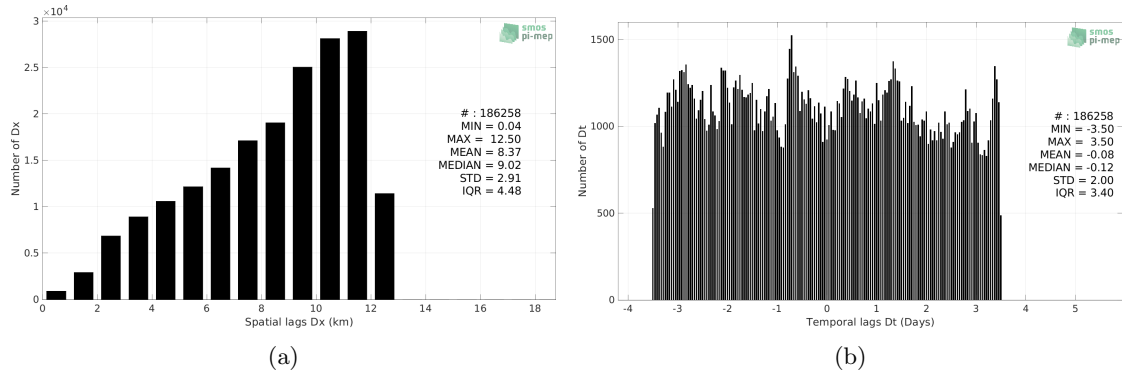 ×10⁴
3
2.5
2
1.5
1
0.5
0
Number of Dx
0 2 4 6 8 10 12 14 16 18
Spatial lags Dx (km)
smos
pi-mep
# : 186258
MIN = 0.04
MAX = 12.50
MEAN = 8.37
MEDIAN = 9.02
STD = 2.91
IQR = 4.48
(a)
1500
1000
500
0
Number of Dt
-4 -3 -2 -1 0 1 2 3 4 5
Temporal lags Dt (Days)
smos
pi-mep
# : 186258
MIN = -3.50
MAX = 3.50
MEAN = -0.08
MEDIAN = -0.12
STD = 2.00
IQR = 3.40
(b)